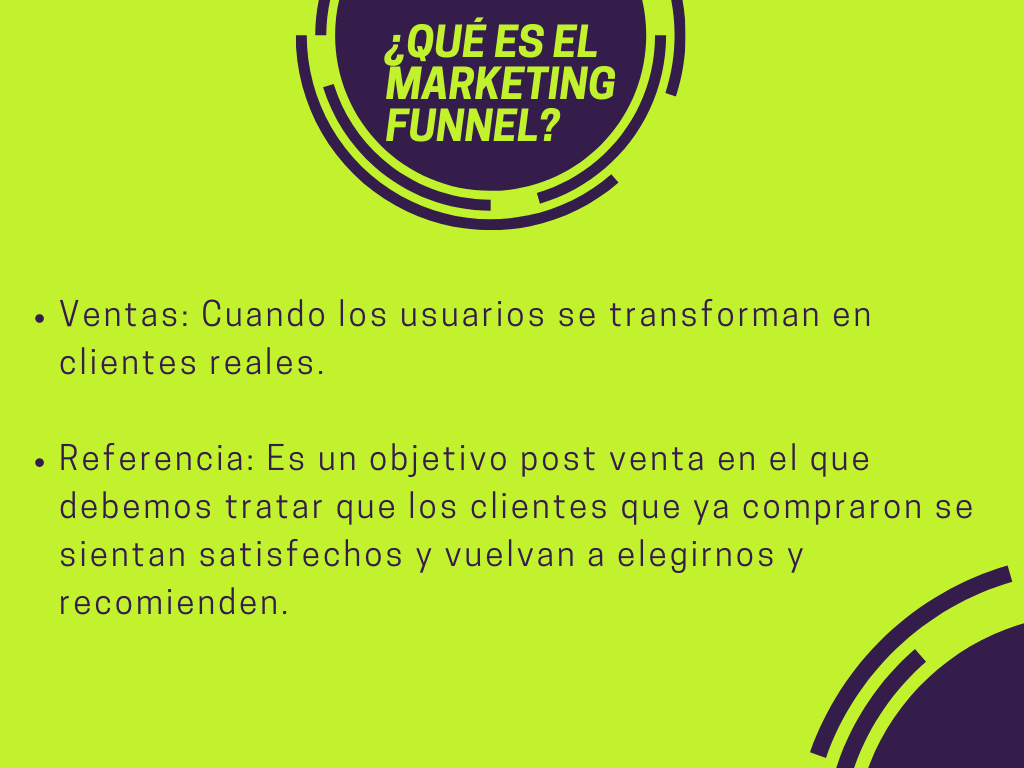 ¿QUÉ ES EL
MARKETING
FUNNEL?
• Ventas: Cuando los usuarios se transforman en
clientes reales.
• Referencia: Es un objetivo post venta en el que
debemos tratar que los clientes que ya compraron se
sientan satisfechos y vuelvan a elegirnos y
recomienden.